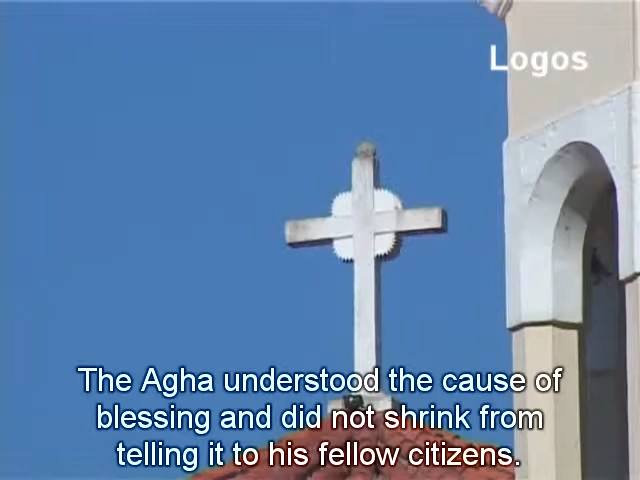 Logos
The Agha understood the cause of
blessing and did not shrink from
telling it to his fellow citizens.